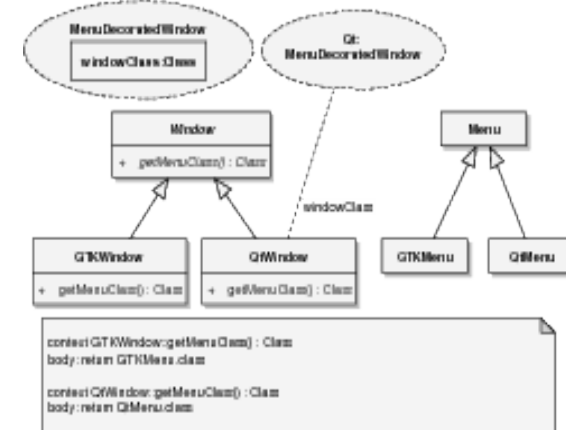 MenuDecoratedWindow
windowClass:Class
Qt:
MenuDecoratedWindow
Window
+ getMenuClass() : Class
Menu
windowClass
GTKWindow
+ getMenuClass() : Class
QtWindow
+ getMenuClass() : Class
GTKMenu
QtMenu
context GTKWindow::getMenuClass() : Class
body: return GTKMenu.class
context QtWindow::getMenuClass() : Class
body: return QtMenu.class